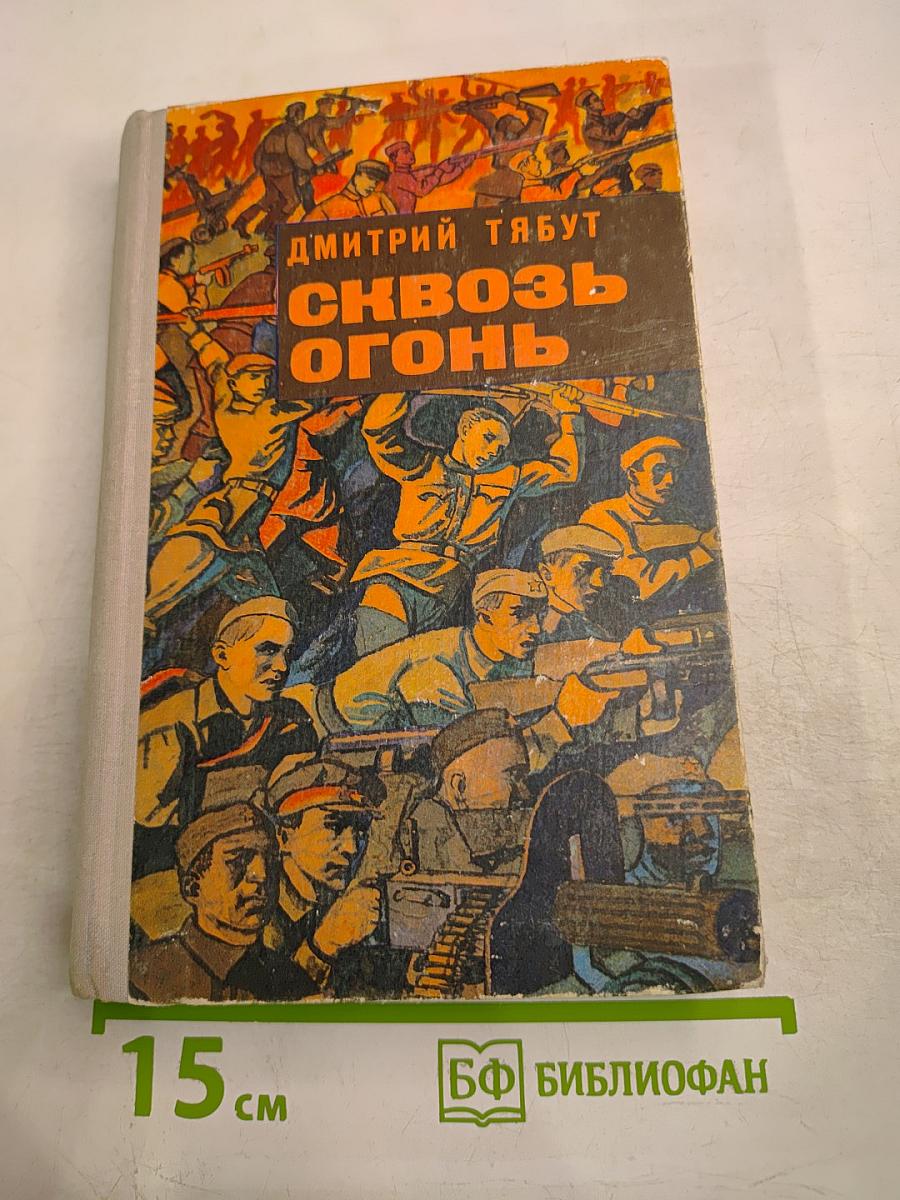 ДМИТРИЙ ТЯБУТ
СКВОЗЬ
ОГОНЬ
15 см
БФ БИБЛИОФАН